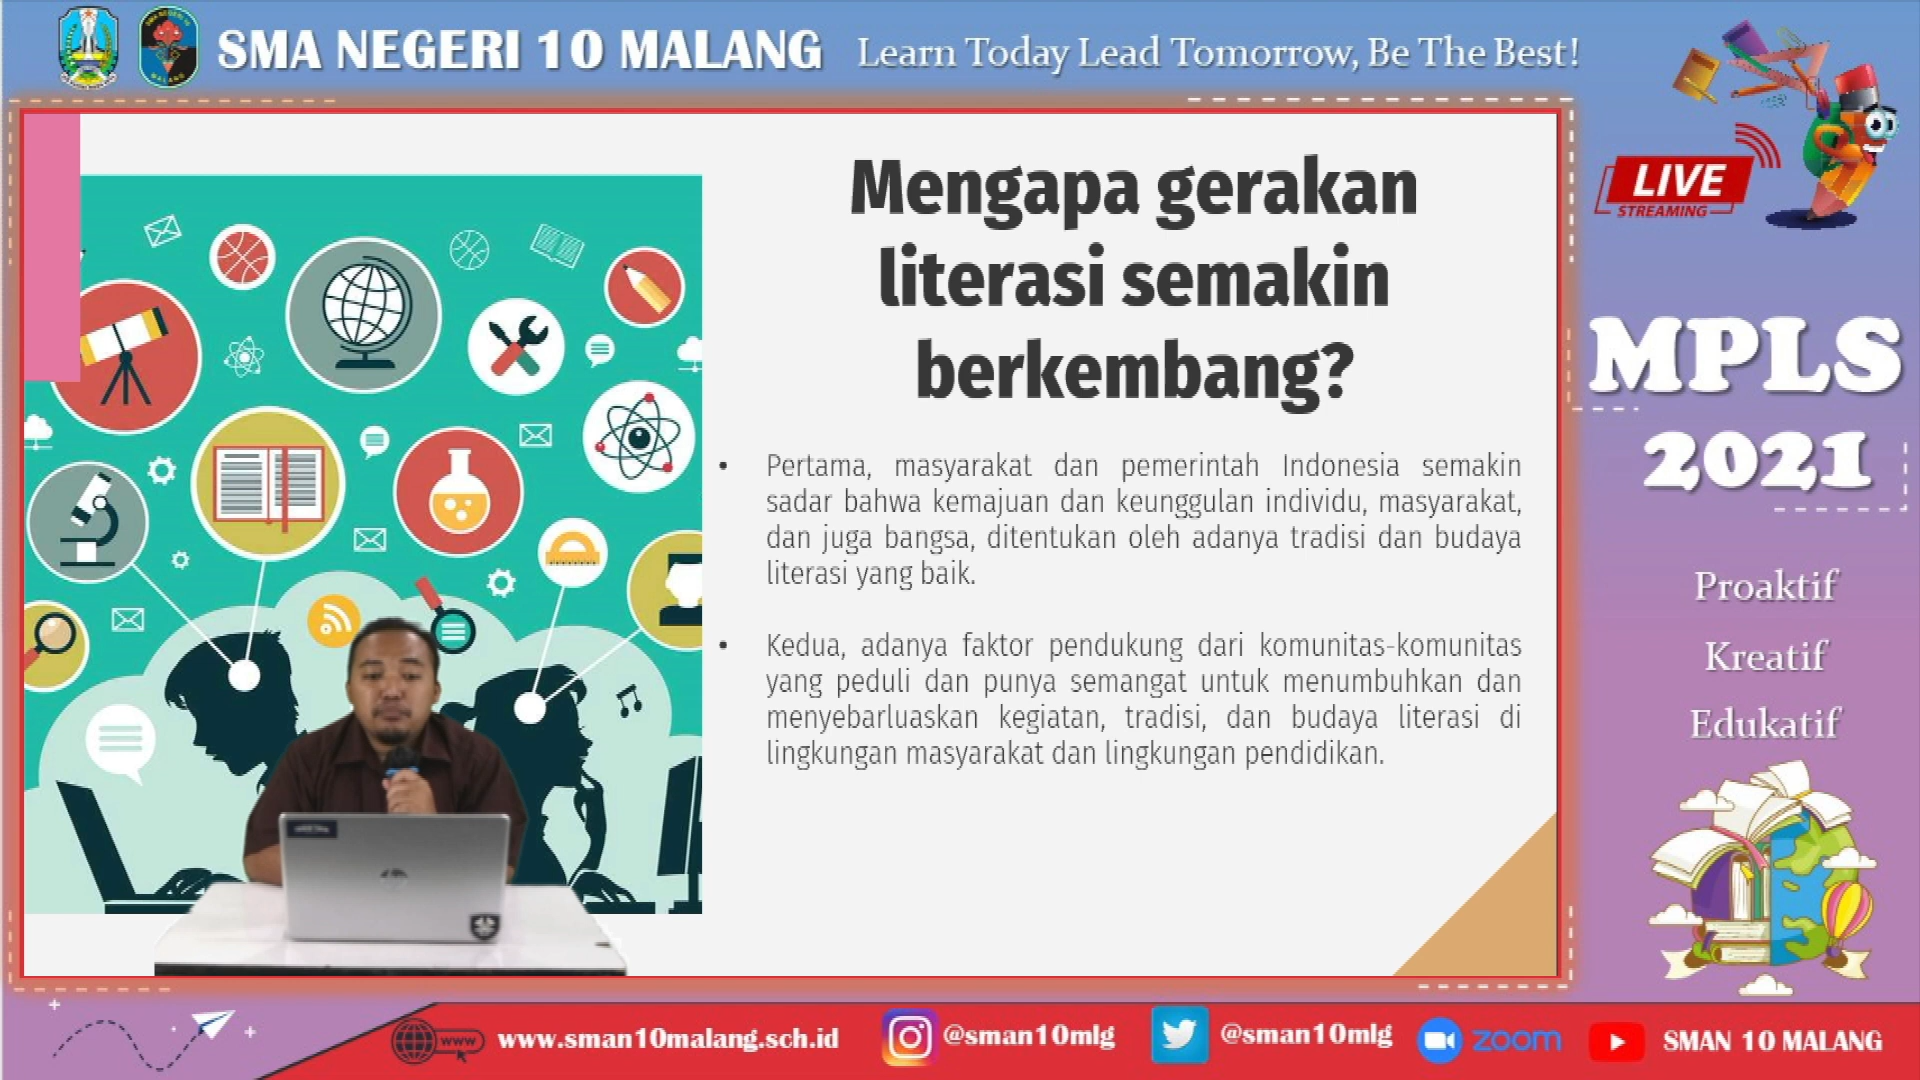 SMA NEGERI 10 MALANG Learn Today Lead Tomorrow, Be The Best!
LIVE
STREAMING
MPLS
2021
Proaktif
Kreatif
Edukatif
Mengapa gerakan
literasi semakin
berkembang?
• Pertama, masyarakat dan pemerintah Indonesia semakin
sadar bahwa kemajuan dan keunggulan individu, masyarakat,
dan juga bangsa, ditentukan oleh adanya tradisi dan budaya
literasi yang baik.
• Kedua, adanya faktor pendukung dari komunitas-komunitas
yang peduli dan punya semangat untuk menumbuhkan dan
menyebarluaskan kegiatan, tradisi, dan budaya literasi di
lingkungan masyarakat dan lingkungan pendidikan.
hp
www www.sman10malang.sch.id @sman10mlg @sman10mlg zoom SMAN 10 MALANG